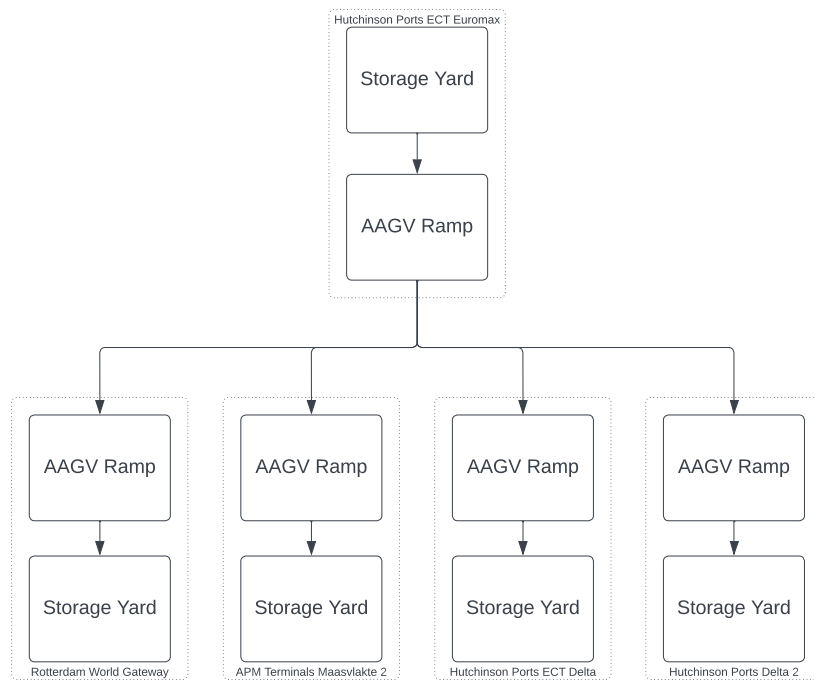 Hutchinson Ports ECT Euromax
Storage Yard
AAGV Ramp
AAGV Ramp
AAGV Ramp
AAGV Ramp
AAGV Ramp
Storage Yard
Storage Yard
Storage Yard
Storage Yard
Rotterdam World Gateway
APM Terminals Maasvlakte 2
Hutchinson Ports ECT Delta
Hutchinson Ports Delta 2